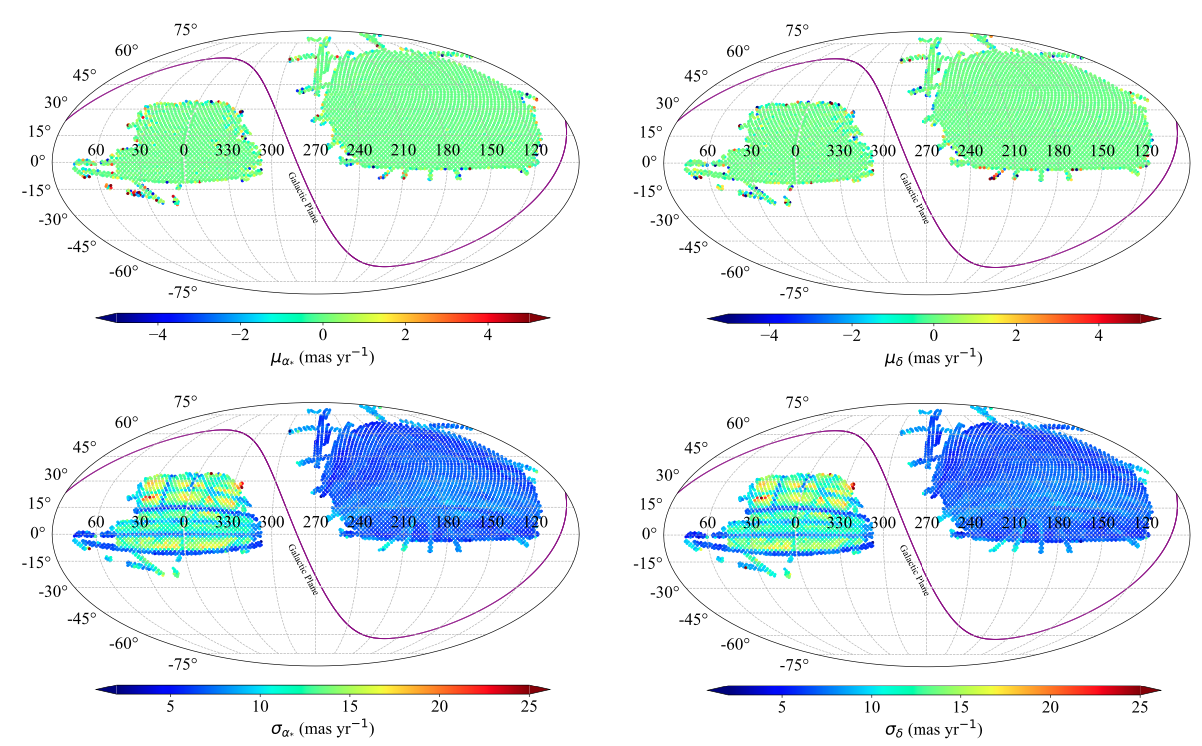 75° 75°
60° 60°
45° 45°
30° 30°
15° 15°
60 30 0 330 300 270 240 210 180 150 120 60 30 0 330 300 270 240 210 180 150 120
0° 0°
Galactic Plane Galactic Plane
-15° -15°
-30° -30°
-45° -45°
-60° -60°
-75° -75°
−4 −2 0 2 4 −4 −2 0 2 4
μα* (mas yr−1) μδ (mas yr−1)
75° 75°
60° 60°
45° 45°
30° 30°
15° 15°
60 30 0 330 300 270 240 210 180 150 120 60 30 0 330 300 270 240 210 180 150 120
0° 0°
Galactic Plane Galactic Plane
-15° -15°
-30° -30°
-45° -45°
-60° -60°
-75° -75°
5 10 15 20 25 5 10 15 20 25
σα* (mas yr−1) σδ (mas yr−1)